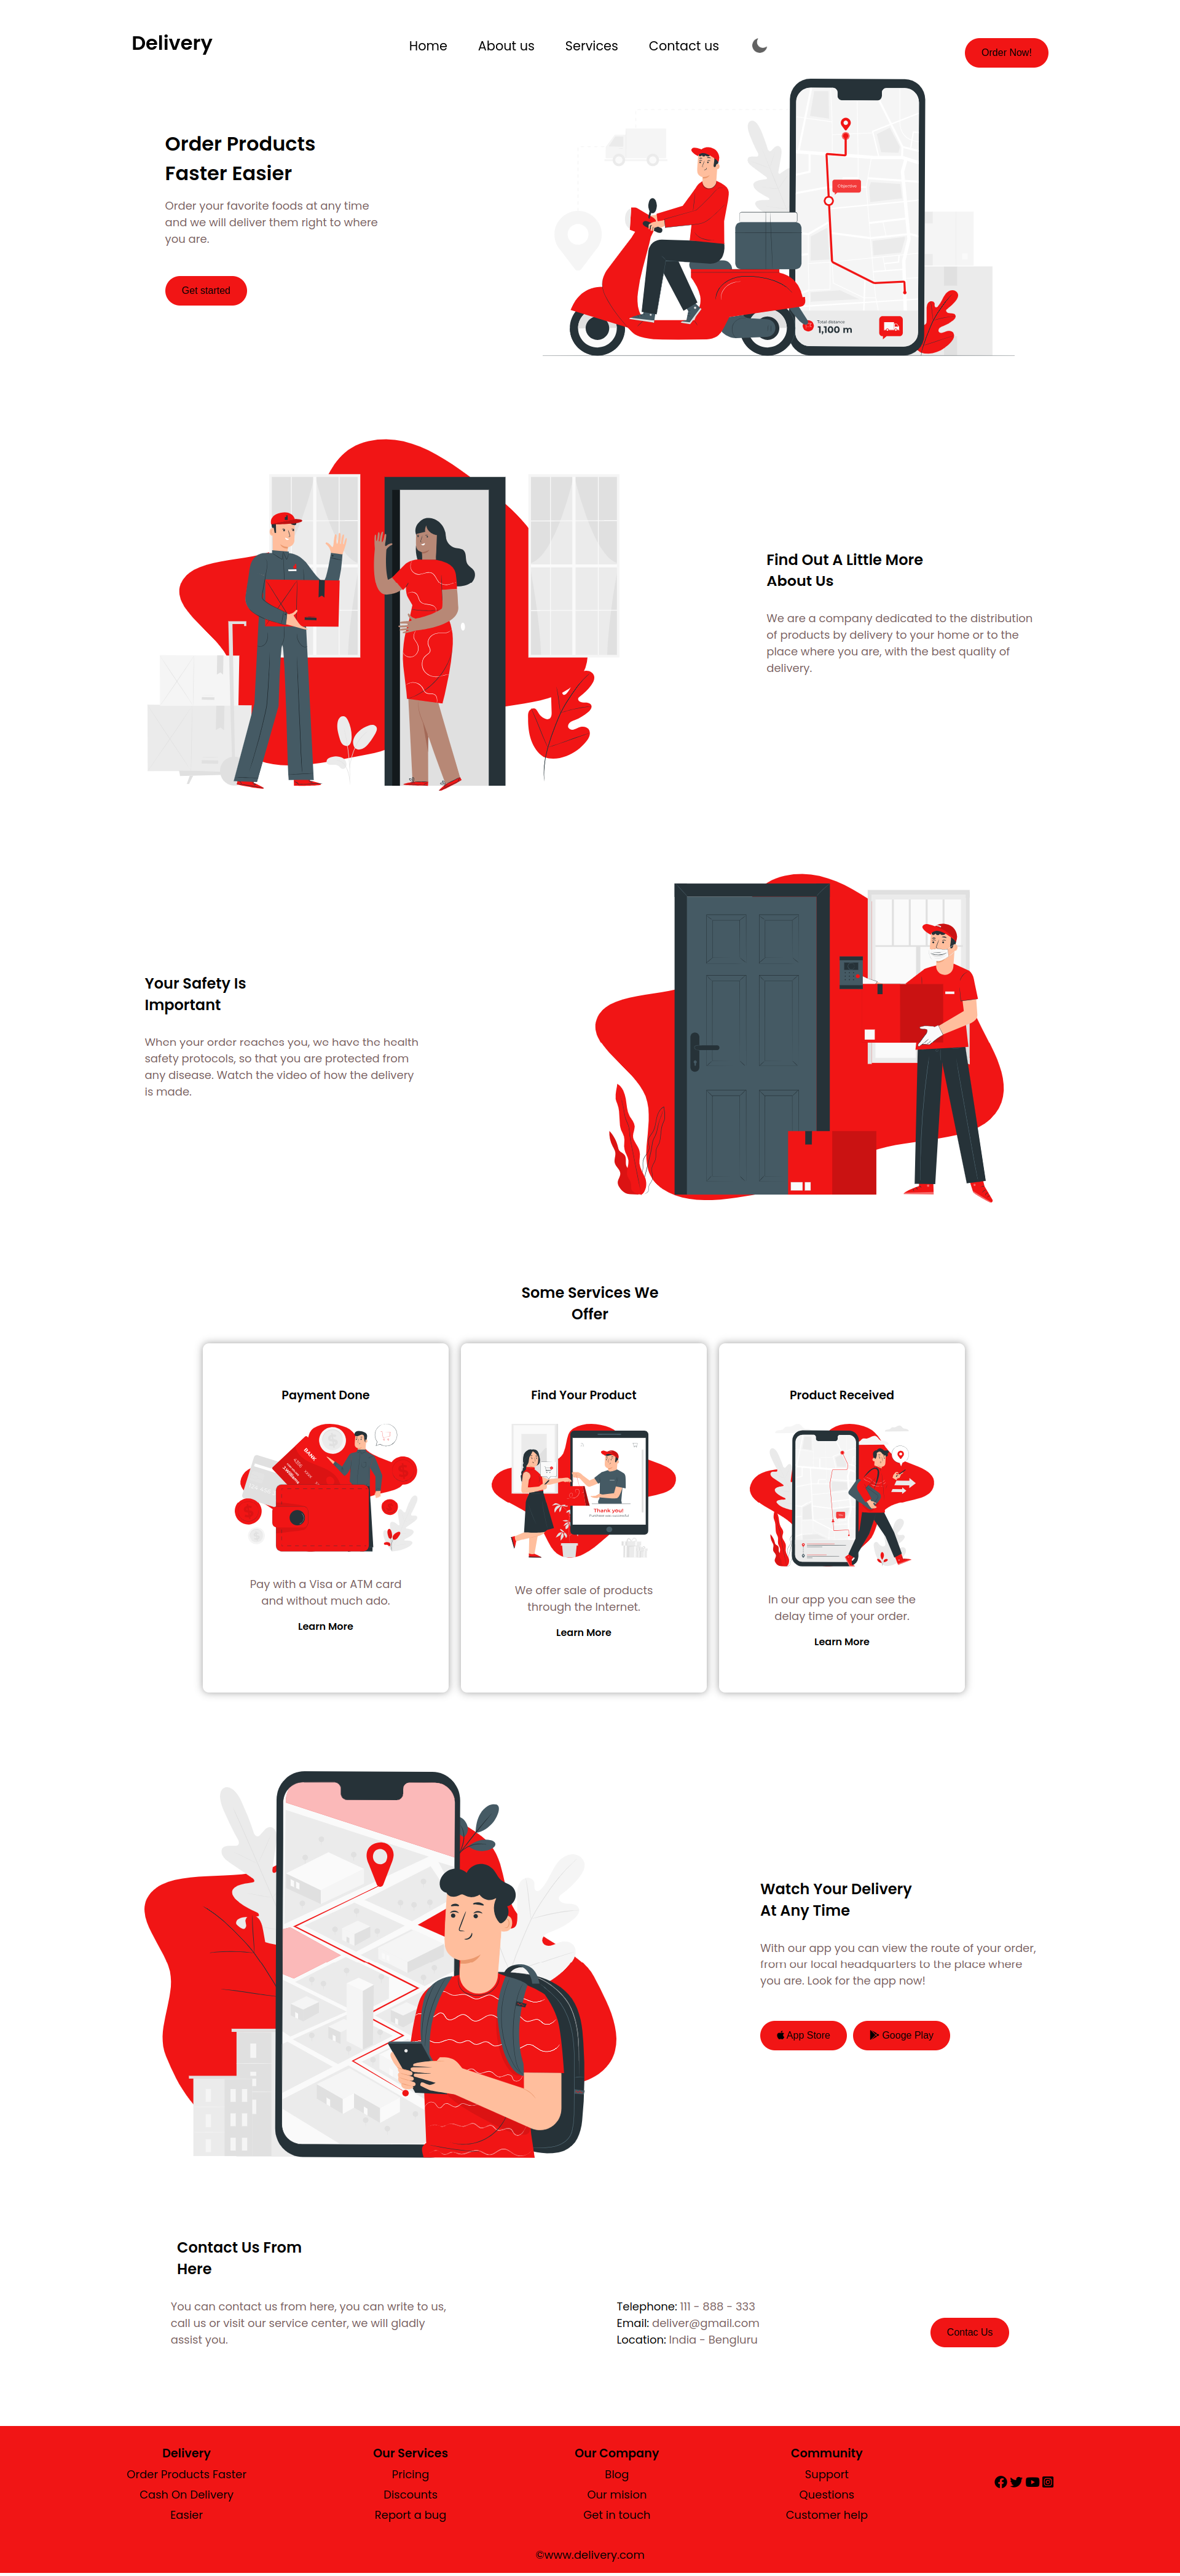 Delivery
Home About us Services Contact us
Order Now!
Order Products
Faster Easier
Order your favorite foods at any time
and we will deliver them right to where
you are.
Get started
Objective
Total distance
1,100 m
Find Out A Little More
About Us
We are a company dedicated to the distribution
of products by delivery to your home or to the
place where you are, with the best quality of
delivery.
Your Safety Is
Important
When your order reaches you, we have the health
safety protocols, so that you are protected from
any disease. Watch the video of how the delivery
is made.
Some Services We
Offer
Payment Done
BANK
Pay with a Visa or ATM card
and without much ado.
Learn More
Find Your Product
Thank you!
We offer sale of products
through the Internet.
Learn More
Product Received
In our app you can see the
delay time of your order.
Learn More
Watch Your Delivery
At Any Time
With our app you can view the route of your order,
from our local headquarters to the place where
you are. Look for the app now!
App Store
Googe Play
Contact Us From
Here
You can contact us from here, you can write to us,
call us or visit our service center, we will gladly
assist you.
Telephone: 111 - 888 - 333
Email: deliver@gmail.com
Location: India - Bengluru
Contac Us
Delivery
Order Products Faster
Cash On Delivery
Easier
Our Services
Pricing
Discounts
Report a bug
Our Company
Blog
Our mision
Get in touch
Community
Support
Questions
Customer help
©www.delivery.com